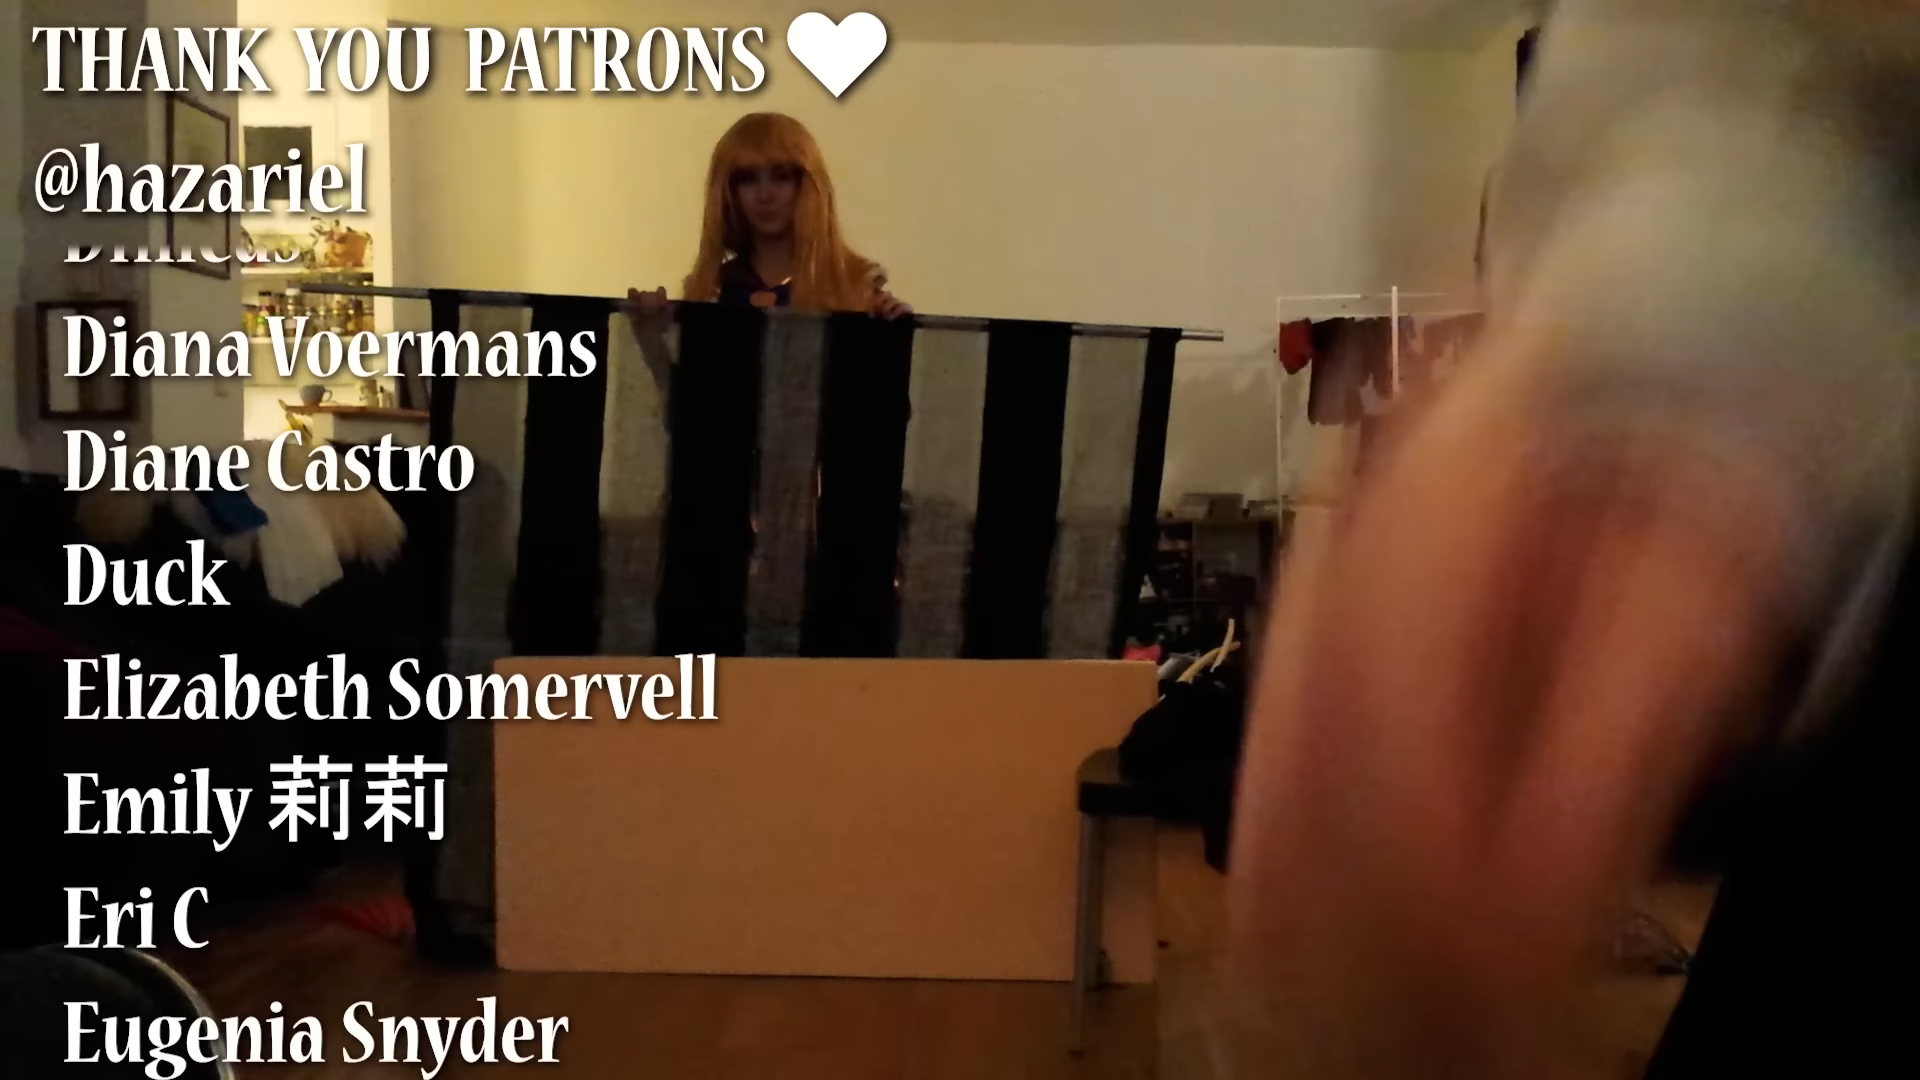 THANK YOU PATRONS
@hazariel
Diana Voermans
Diane Castro
Duck
Elizabeth Somervell
Emily 莉莉
Eri C
Eugenia Snyder